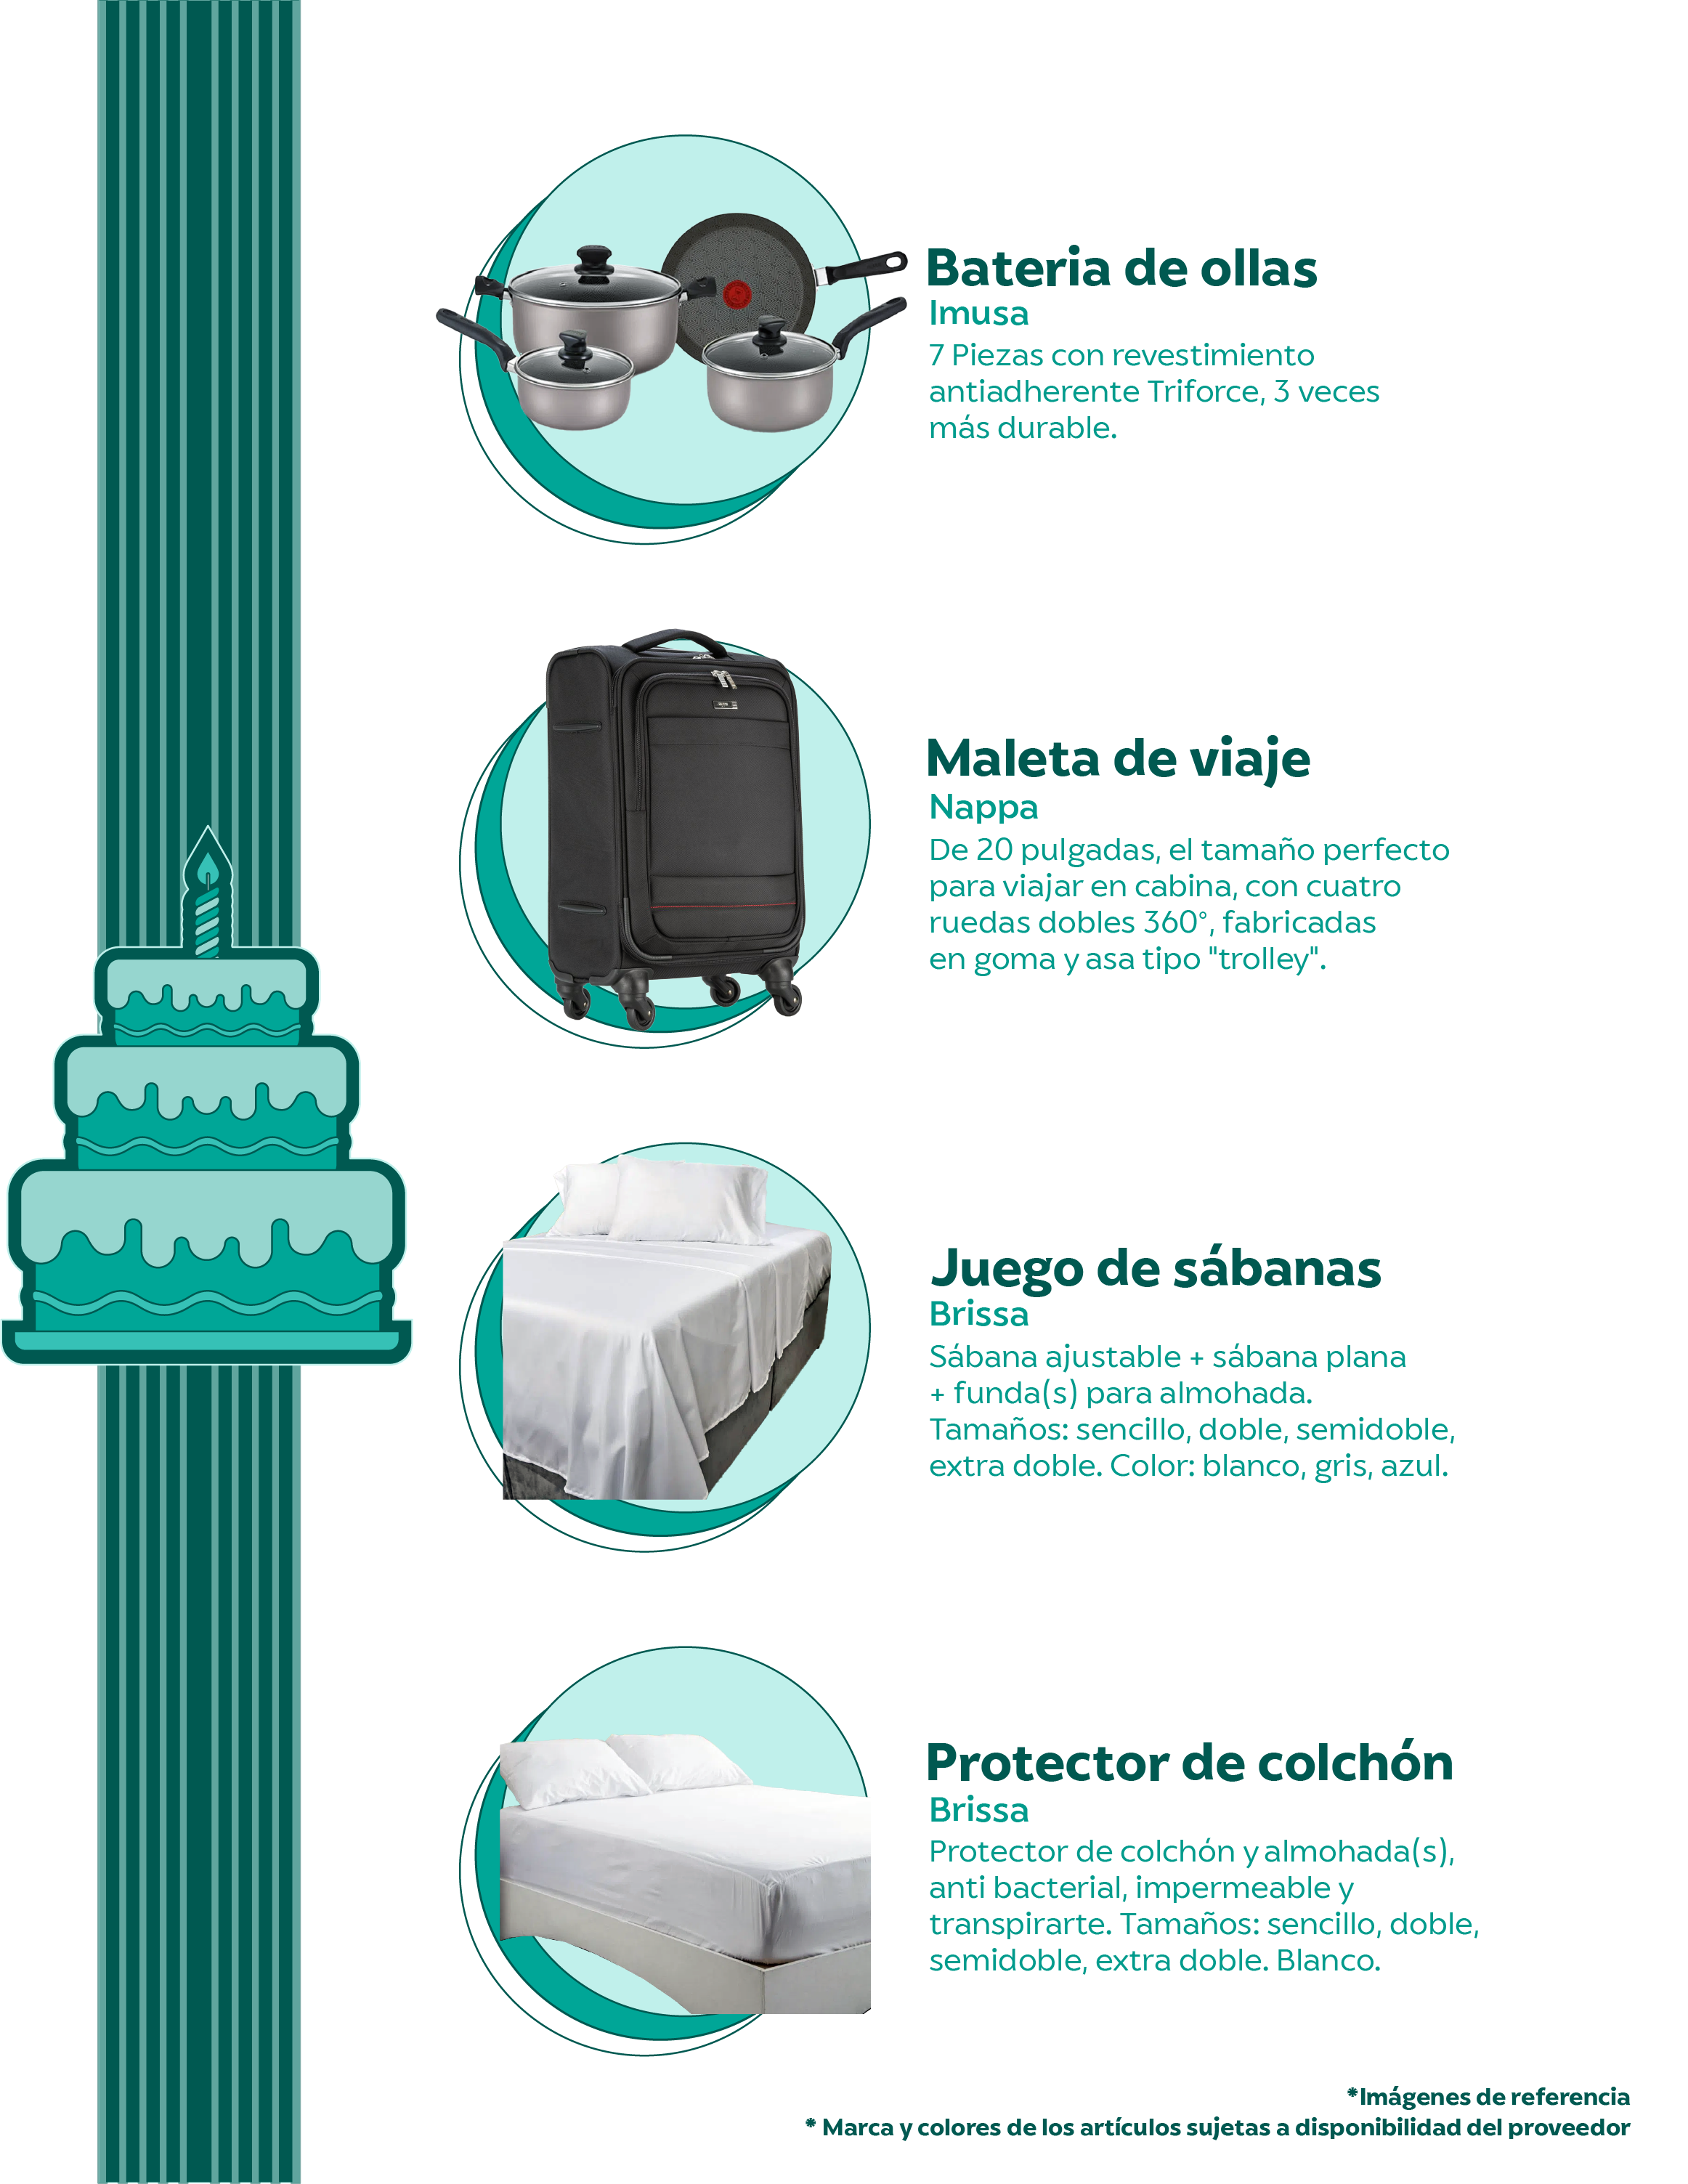 Bateria de ollas
Imusa
7 Piezas con revestimiento
antiadherente Triforce, 3 veces
más durable.
Maleta de viaje
Nappa
De 20 pulgadas, el tamaño perfecto
para viajar en cabina, con cuatro
ruedas dobles 360°, fabricadas
en goma y asa tipo "trolley".
Juego de sábanas
Brissa
Sábana ajustable + sábana plana
+ funda(s) para almohada.
Tamaños: sencillo, doble, semidoble,
extra doble. Color: blanco, gris, azul.
Protector de colchón
Brissa
Protector de colchón y almohada(s),
anti bacterial, impermeable y
transpirarte. Tamaños: sencillo, doble,
semidoble, extra doble. Blanco.
*Imágenes de referencia
* Marca y colores de los artículos sujetas a disponibilidad del proveedor